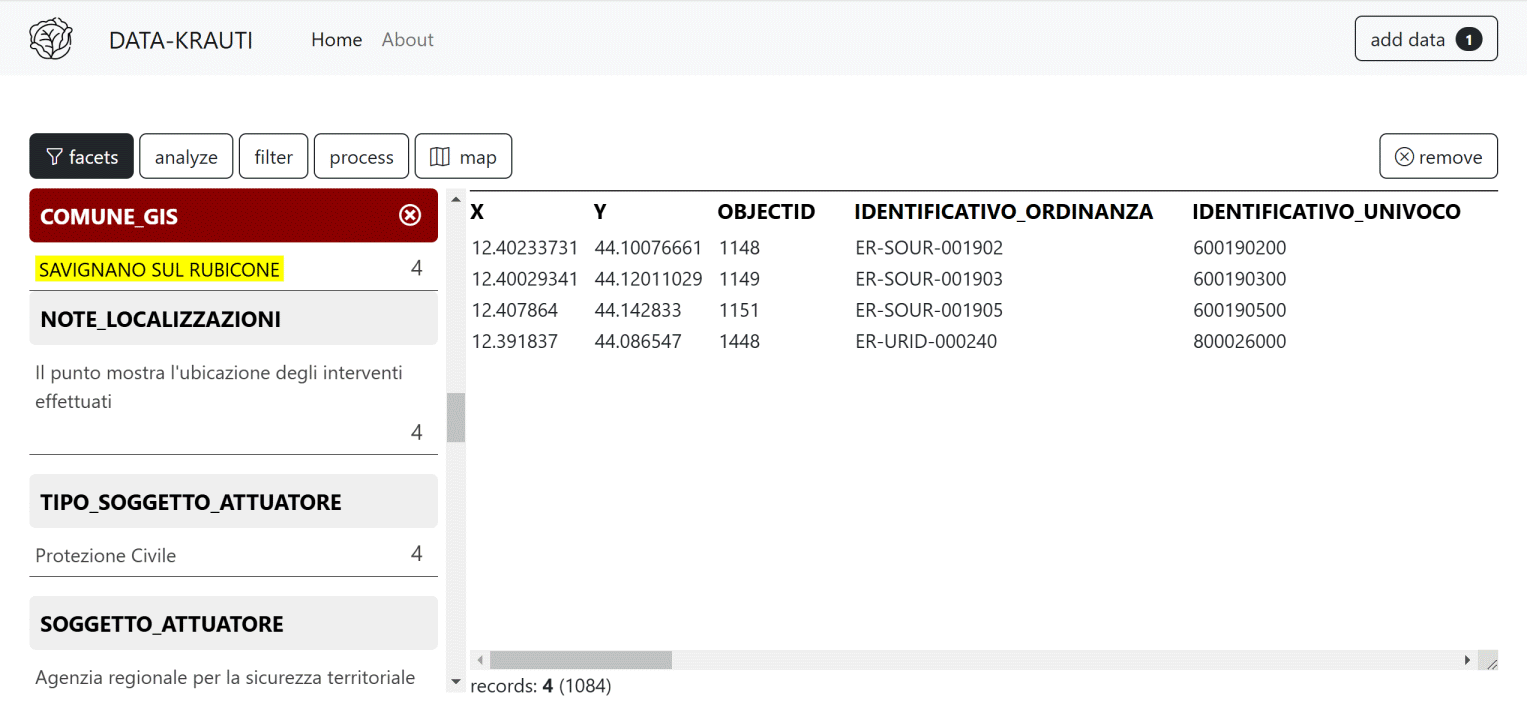 DATA-KRAUTI Home About add data 1
facets analyze filter process map remove
COMUNE_GIS
SAVIGNANO SUL RUBICONE 4
NOTE_LOCALIZZAZIONI
Il punto mostra l'ubicazione degli interventi
effettuati
4
TIPO_SOGGETTO_ATTUATORE
Protezione Civile 4
SOGGETTO_ATTUATORE
Agenzia regionale per la sicurezza territoriale
X Y OBJECTID IDENTIFICATIVO_ORDINANZA IDENTIFICATIVO_UNIVOCO
12.40233731 44.10076661 1148 ER-SOUR-001902 600190200
12.40029341 44.12011029 1149 ER-SOUR-001903 600190300
12.407864 44.142833 1151 ER-SOUR-001905 600190500
12.391837 44.086547 1448 ER-URID-000240 800026000
records: 4 (1084)